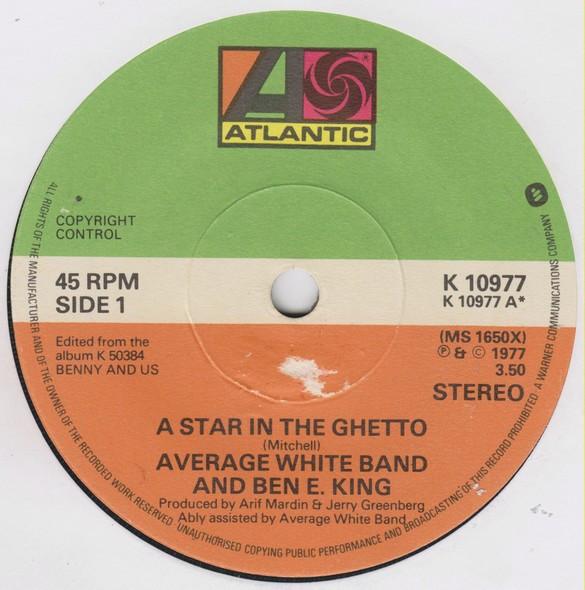 ATLANTIC
COPYRIGHT
CONTROL
45 RPM
SIDE 1
K 10977
K 10977 A*
Edited from the
album K 50384
BENNY AND US
(MS 1650X)
Ⓟ & © 1977
3.50
STEREO
A STAR IN THE GHETTO
(Mitchell)
AVERAGE WHITE BAND
AND BEN E. KING
Produced by Arif Mardin & Jerry Greenberg
Ably assisted by Average White Band
ALL RIGHTS OF THE MANUFACTURER AND OF THE OWNER OF THE RECORDED WORK RESERVED UNAUTHORISED COPYING PUBLIC PERFORMANCE AND BROADCASTING OF THIS RECORD PROHIBITED A WARNER COMMUNICATIONS COMPANY